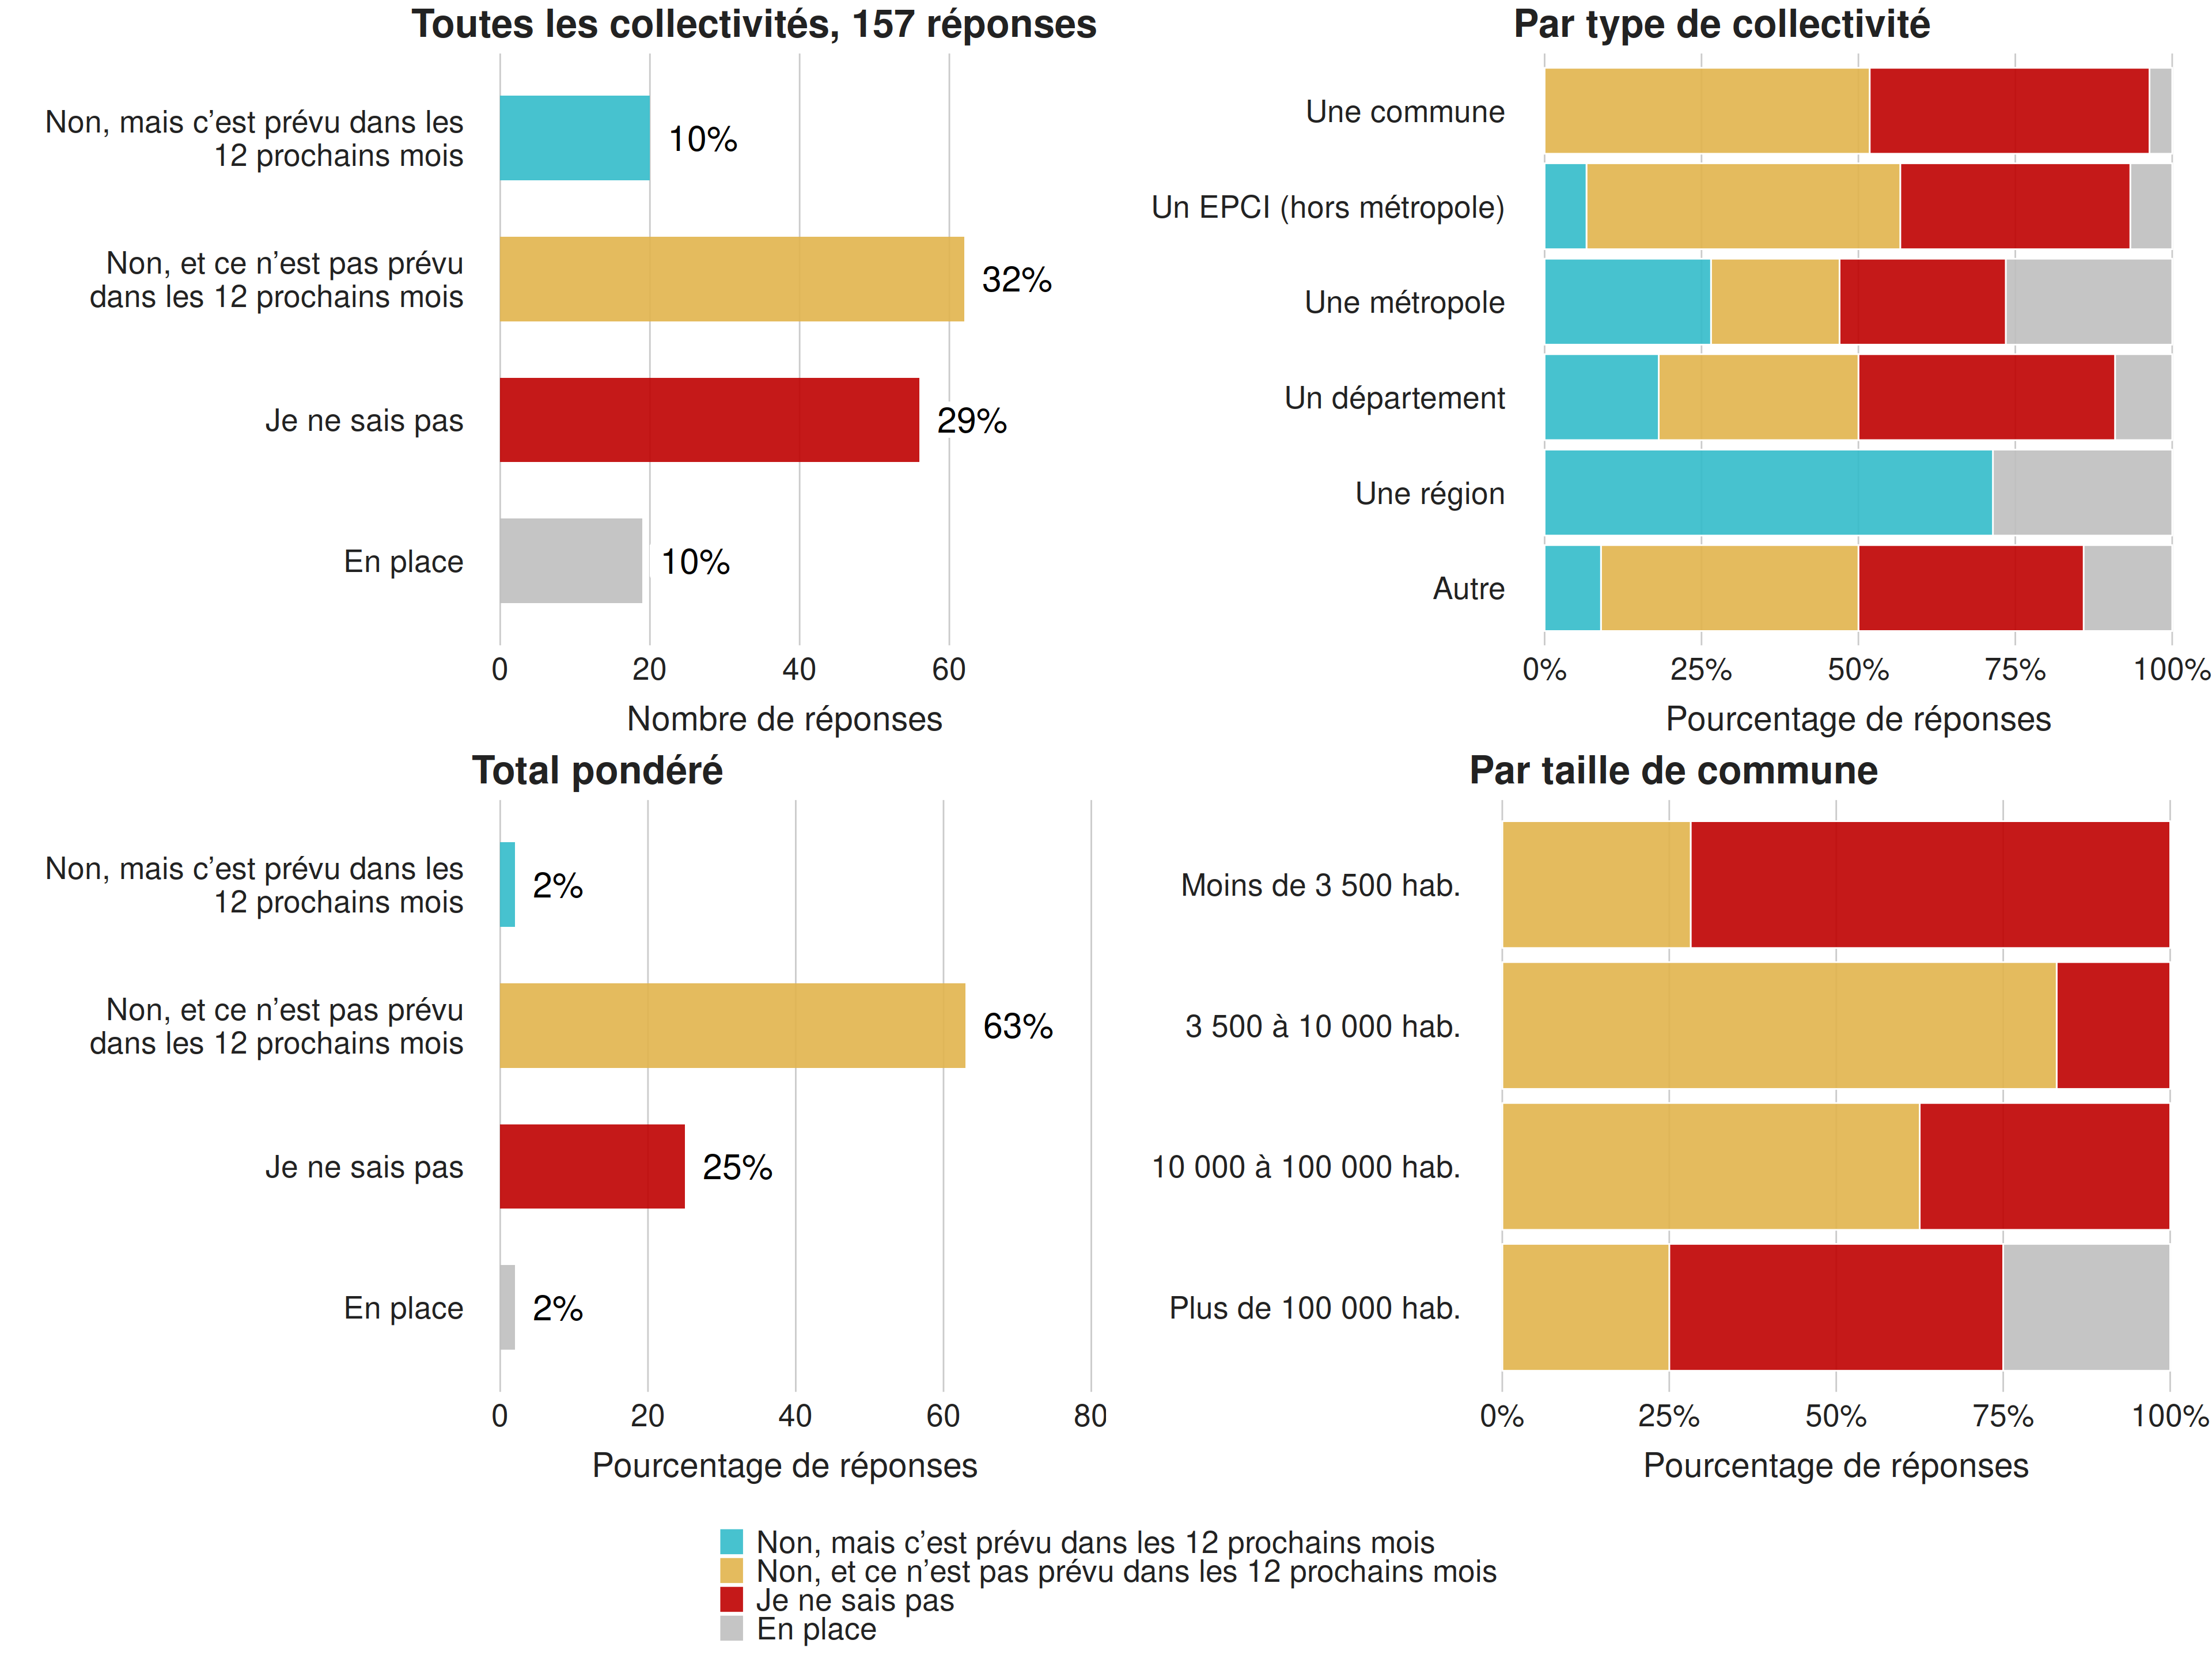 Toutes les collectivités, 157 réponses
Non, mais c’est prévu dans les
12 prochains mois
10%
Non, et ce n’est pas prévu
dans les 12 prochains mois
32%
Je ne sais pas
29%
En place
10%
0 20 40 60
Nombre de réponses
Par type de collectivité
Une commune
Un EPCI (hors métropole)
Une métropole
Un département
Une région
Autre
0% 25% 50% 75% 100%
Pourcentage de réponses
Total pondéré
Non, mais c’est prévu dans les
12 prochains mois
2%
Non, et ce n’est pas prévu
dans les 12 prochains mois
63%
Je ne sais pas
25%
En place
2%
0 20 40 60 80
Pourcentage de réponses
Par taille de commune
Moins de 3 500 hab.
3 500 à 10 000 hab.
10 000 à 100 000 hab.
Plus de 100 000 hab.
0% 25% 50% 75% 100%
Pourcentage de réponses
Non, mais c’est prévu dans les 12 prochains mois
Non, et ce n’est pas prévu dans les 12 prochains mois
Je ne sais pas
En place